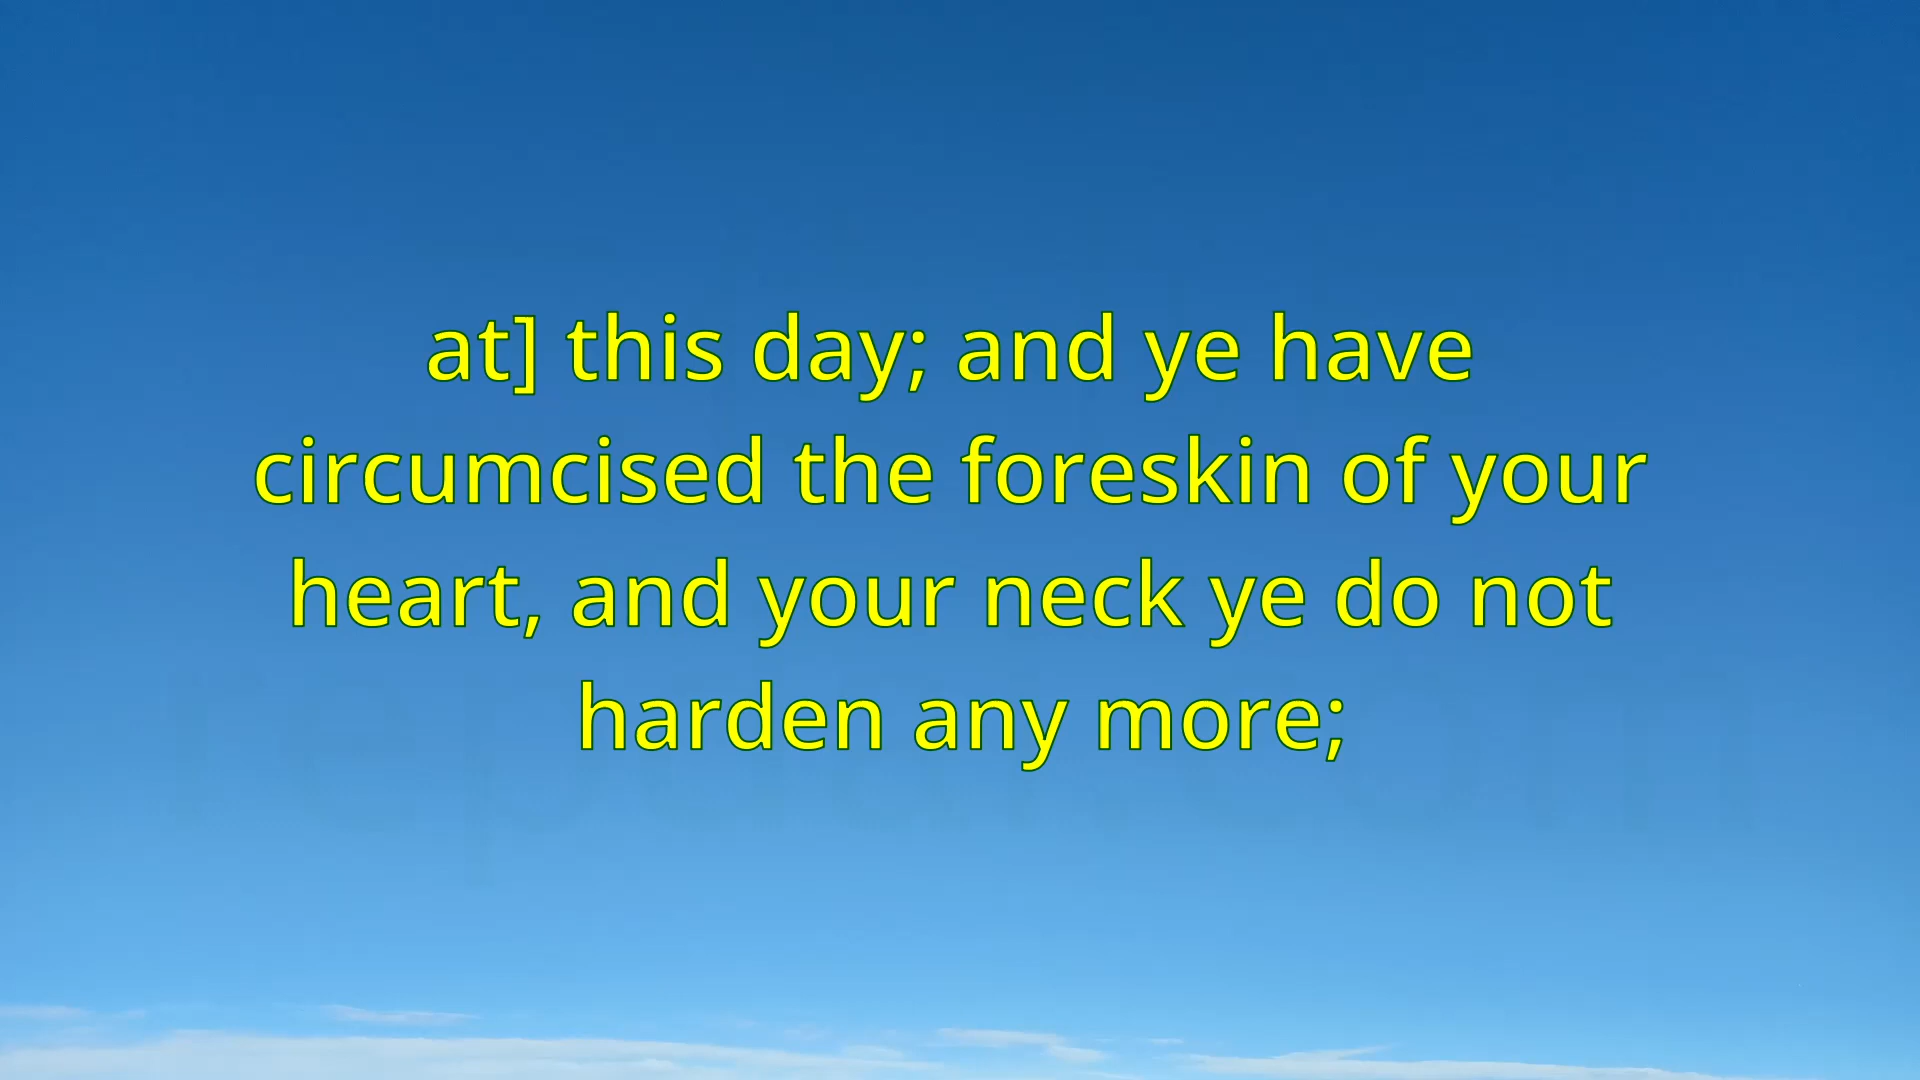 at] this day; and ye have
circumcised the foreskin of your
heart, and your neck ye do not
harden any more;